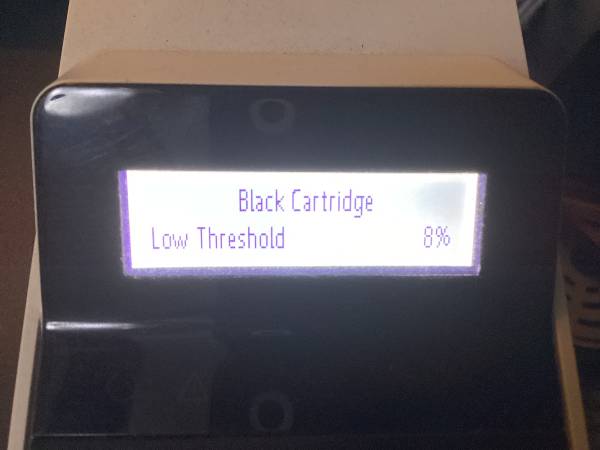 Black Cartridge
Low Threshold 8%